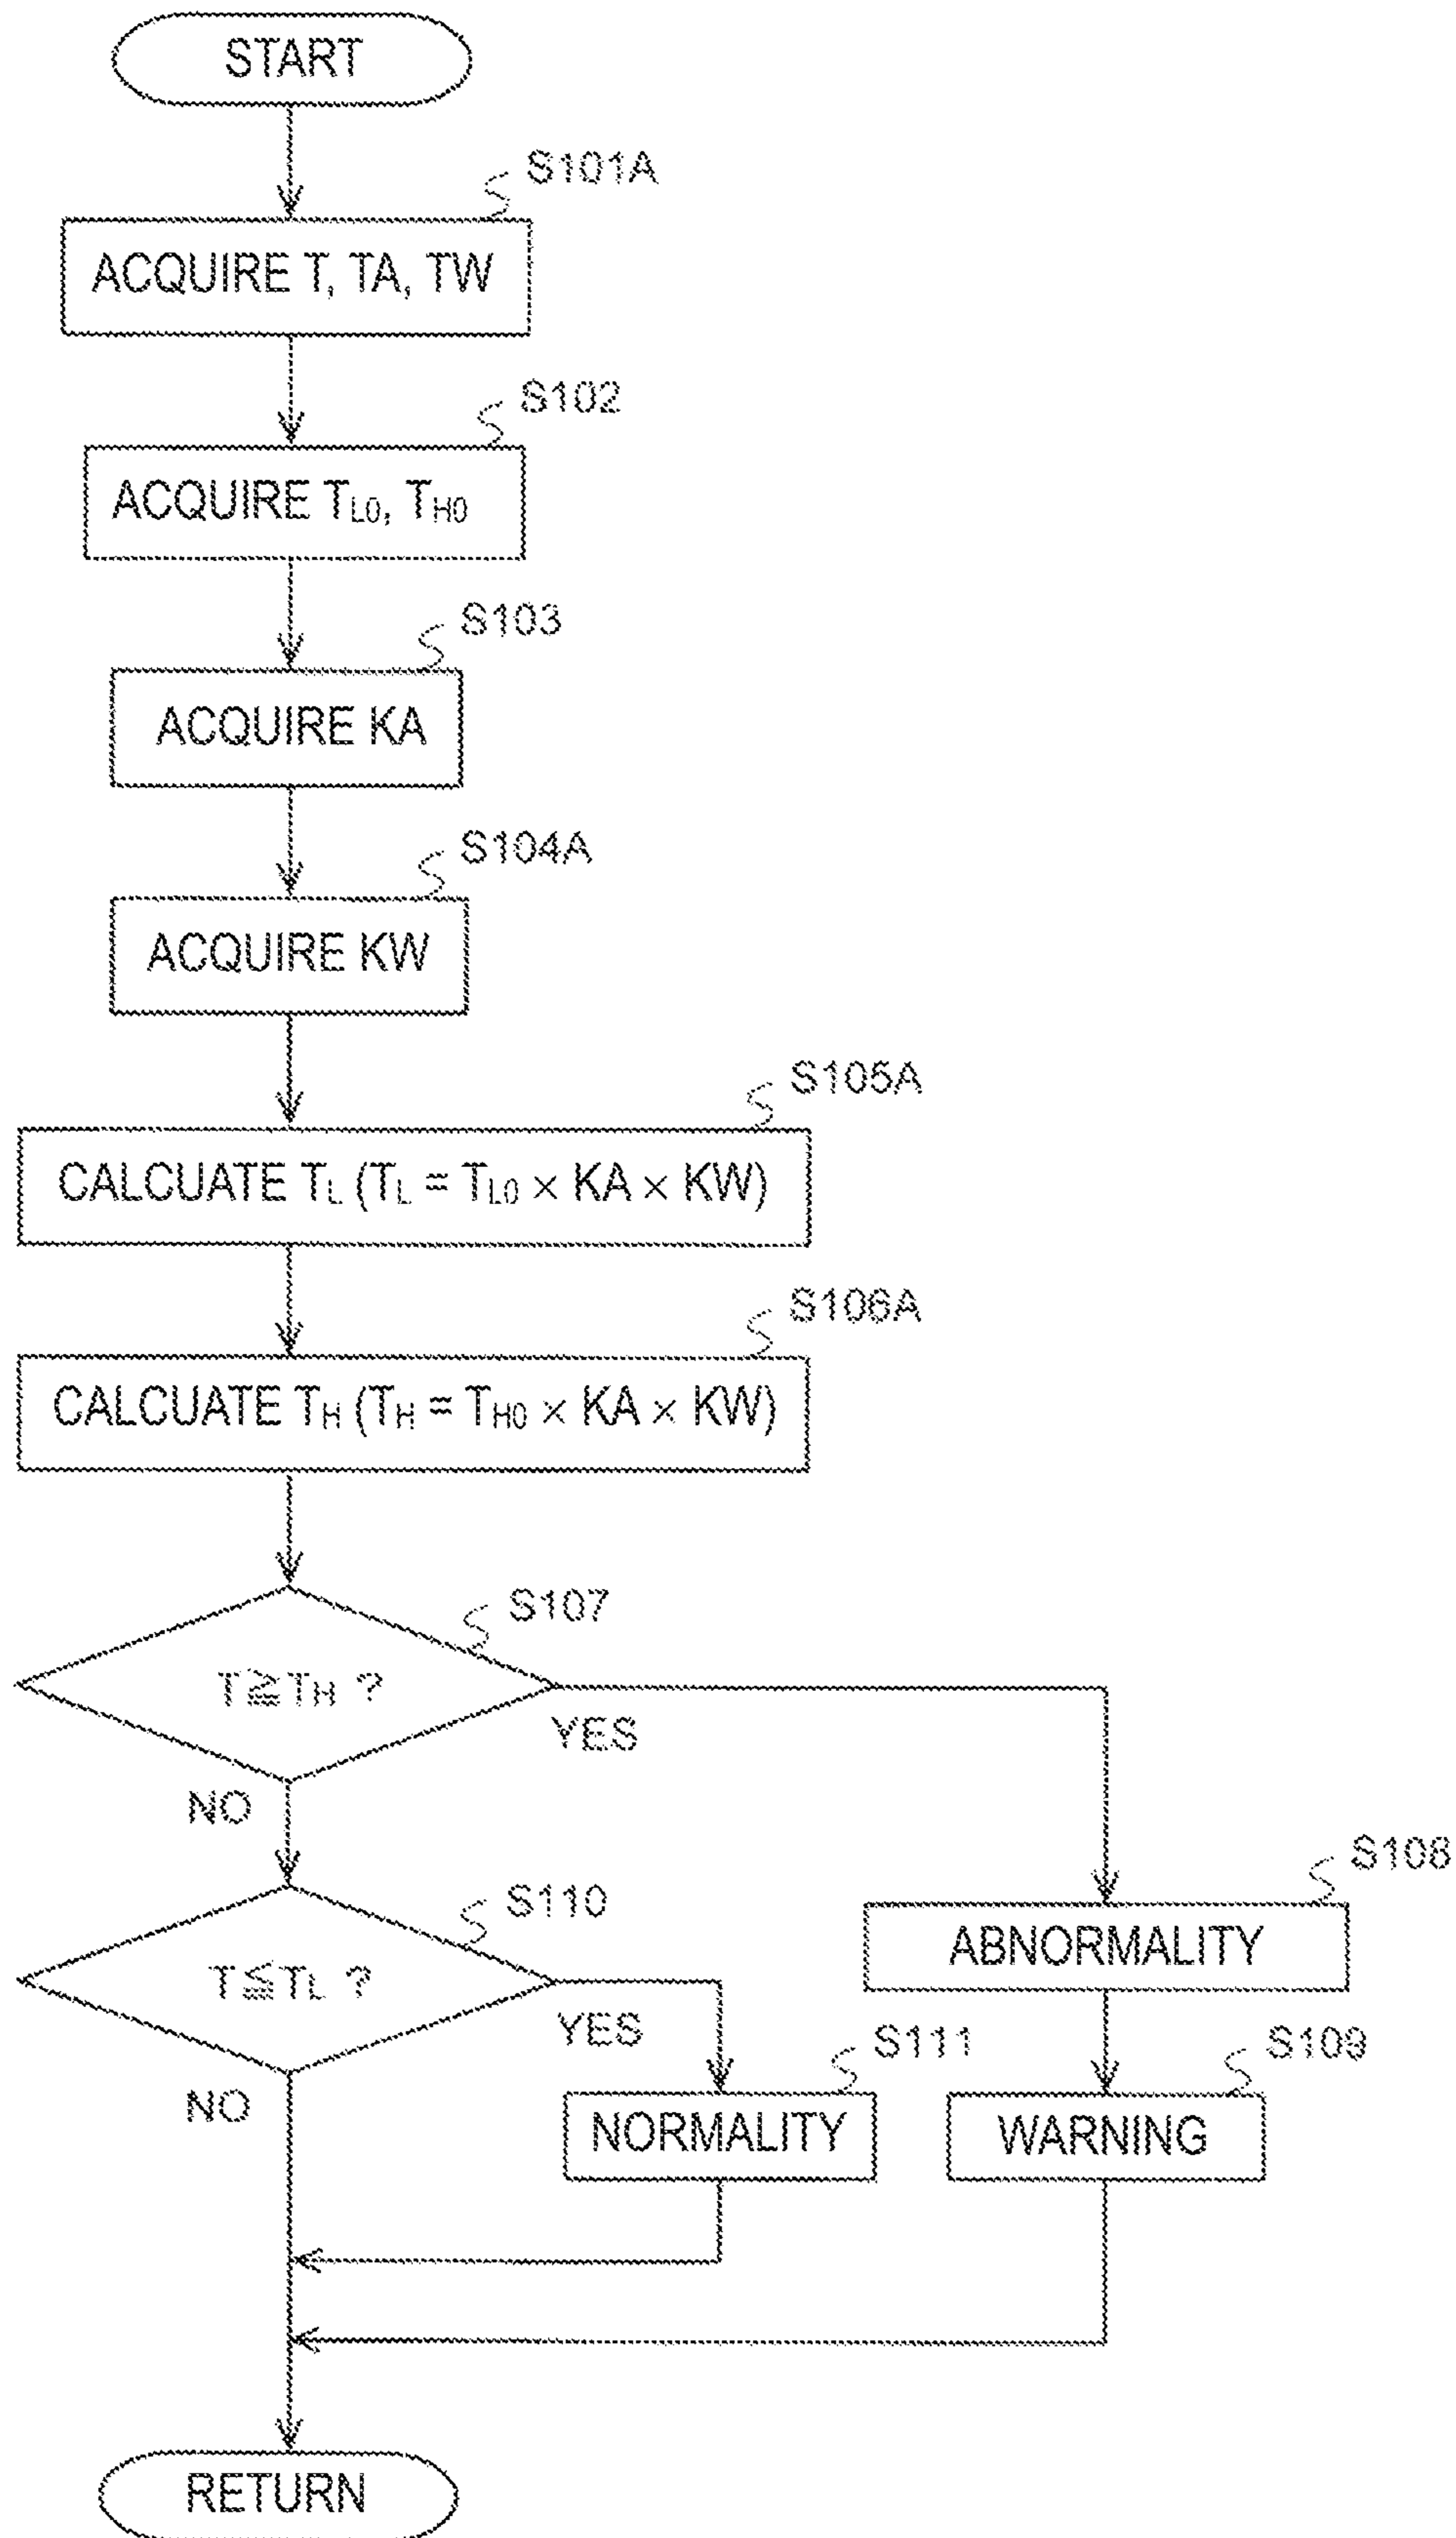 START
S101A
ACQUIRE T, TA, TW
S102
ACQUIRE TL0, TH0
S103
ACQUIRE KA
S104A
ACQUIRE KW
S105A
CALCUATE TL (TL = TL0 × KA × KW)
S106A
CALCUATE TH (TH = TH0 × KA × KW)
S107
T≧TH ?
YES
NO
S108
ABNORMALITY
S110
T≦TL ?
YES
NO
S111
NORMALITY
S109
WARNING
RETURN